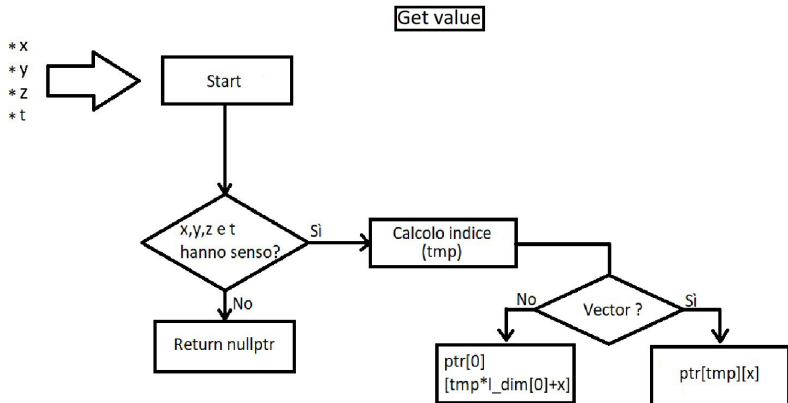 Get value
* x
* y
* z
* t
Start
x,y,z e t
hanno senso?
Sì
Calcolo indice
(tmp)
No
Return nullptr
Vector ?
No
Sì
ptr[0]
[tmp*l_dim[0]+x]
ptr[tmp][x]